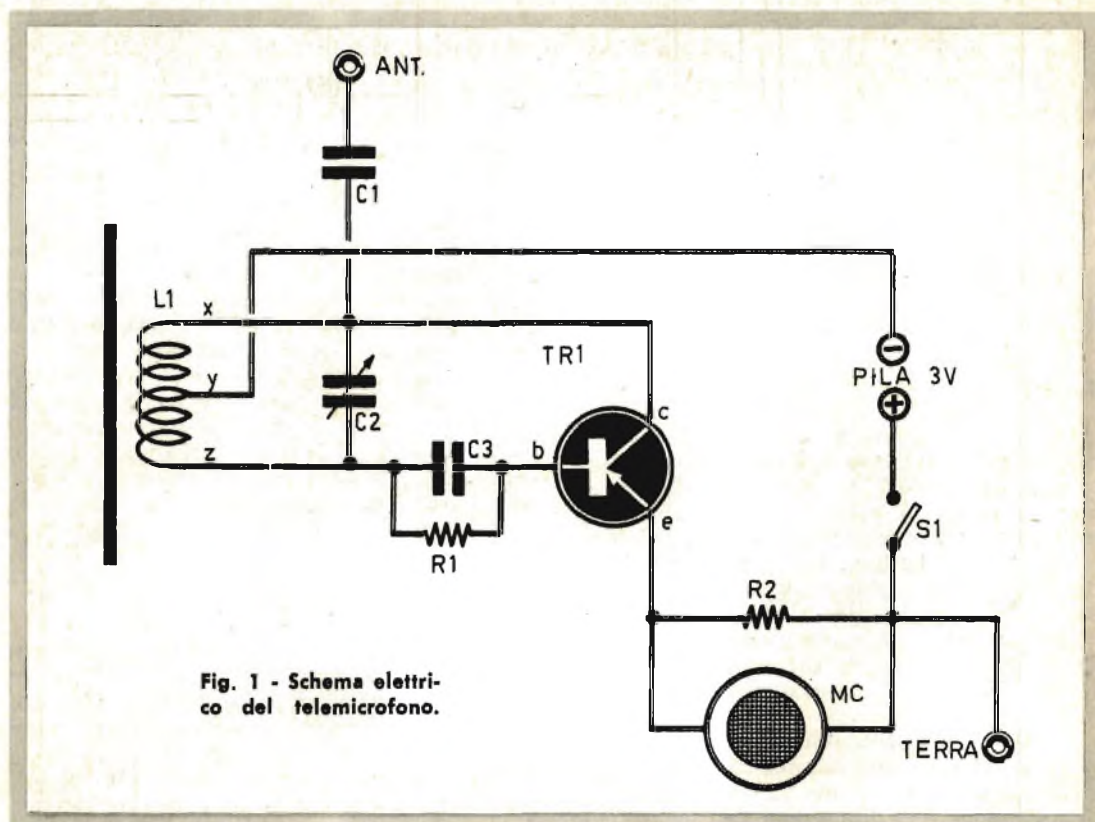 ANT.
C1
L1
x
y
z
C2
C3
R1
TR1
b
c
e
−
PILA 3V
+
S1
R2
MC
TERRA
Fig. 1 - Schema elettri-
co del telemicrofono.